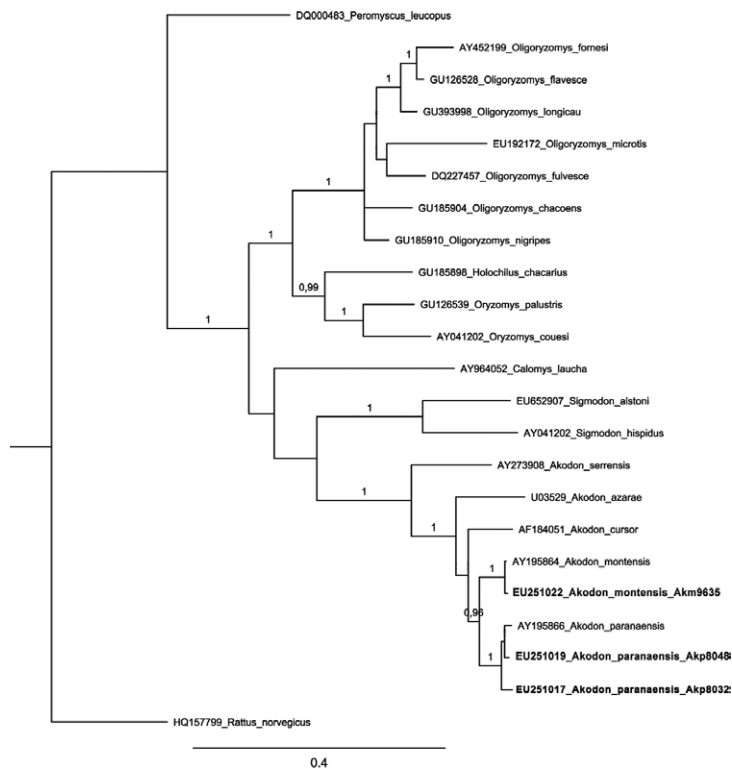 DQ000483_Peromyscus_leucopus
AY452199_Oligoryzomys_fornesi
1
GU126528_Oligoryzomys_flavesce
1
GU393998_Oligoryzomys_longicau
EU192172_Oligoryzomys_microtis
DQ227457_Oligoryzomys_fulvesce
1
GU185904_Oligoryzomys_chacoens
1
GU185910_Oligoryzomys_nigripes
GU185898_Holochilus_chacarius
0,99
GU126539_Oryzomys_palustris
1
1
AY041202_Oryzomys_couesi
AY964052_Calomys_laucha
EU652907_Sigmodon_alstoni
1
AY041202_Sigmodon_hispidus
AY273908_Akodon_serrensis
1
U03529_Akodon_azarae
1
AF184051_Akodon_cursor
AY195864_Akodon_montensis
1
EU251022_Akodon_montensis_Akm9635
0,96
AY195866_Akodon_paranaensis
1
EU251019_Akodon_paranaensis_Akp8048
EU251017_Akodon_paranaensis_Akp8032
HQ157799_Rattus_norvegicus
0.4